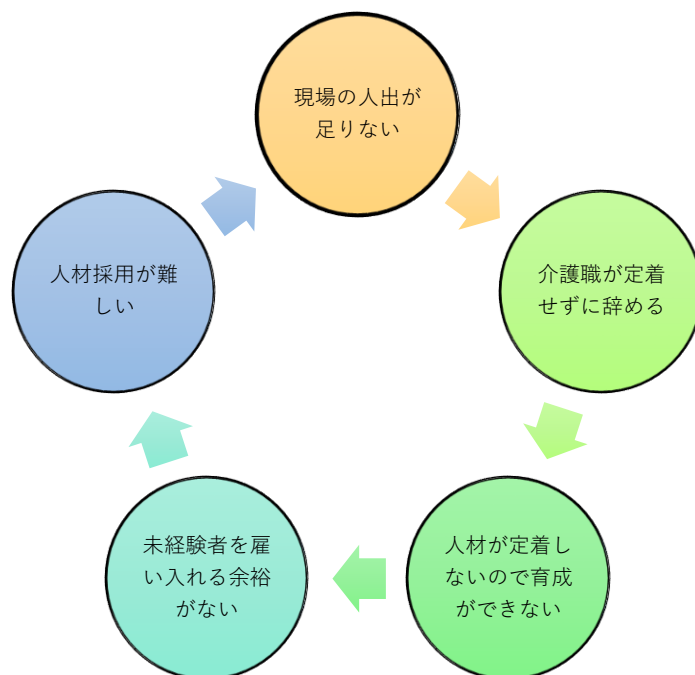 現場の人出が
足りない
介護職が定着
せずに辞める
人材が定着し
ないので育成
ができない
未経験者を雇
い入れる余裕
がない
人材採用が難
しい